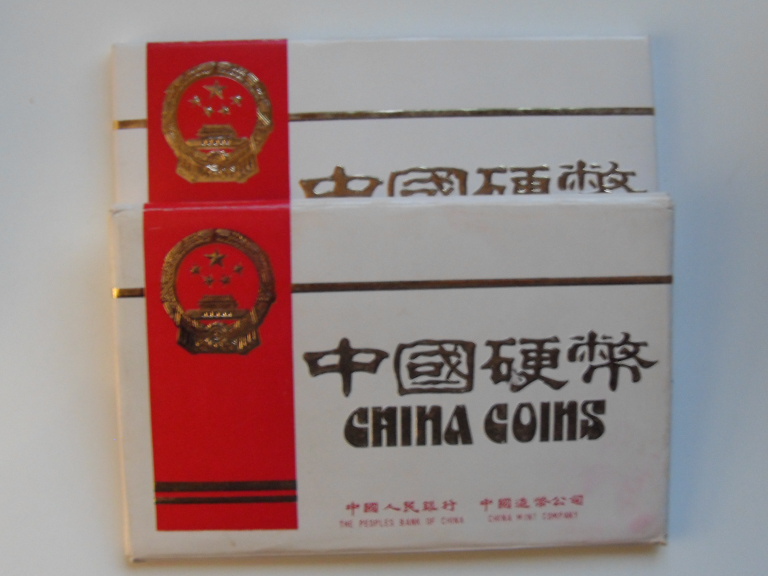 中國硬幣
中國硬幣
CHINA COINS
中國人民銀行 中國造幣公司
THE PEOPLES BANK OF CHINA CHINA MINT COMPANY